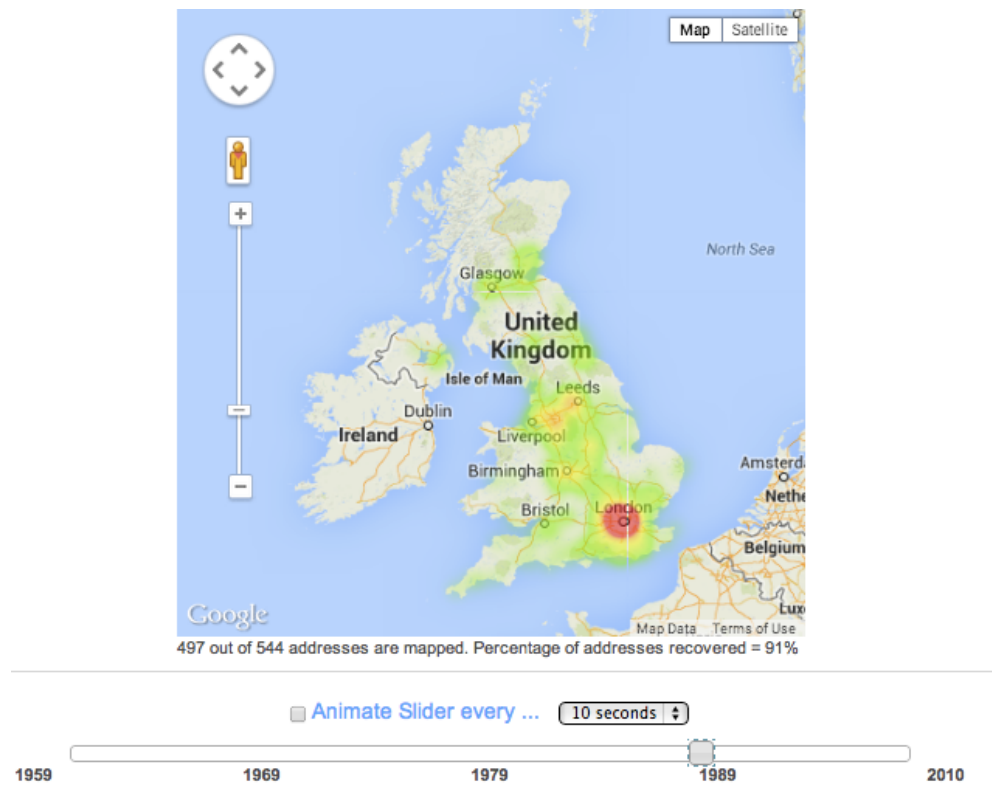 Map Satellite
North Sea
Glasgow
United
Kingdom
Isle of Man
Leeds
Dublin
Ireland
Liverpool
Birmingham
Amsterd
Nethe
Bristol
London
Belgium
Lux
Google
Map Data Terms of Use
497 out of 544 addresses are mapped. Percentage of addresses recovered = 91%
Animate Slider every ... 10 seconds
1959 1969 1979 1989 2010